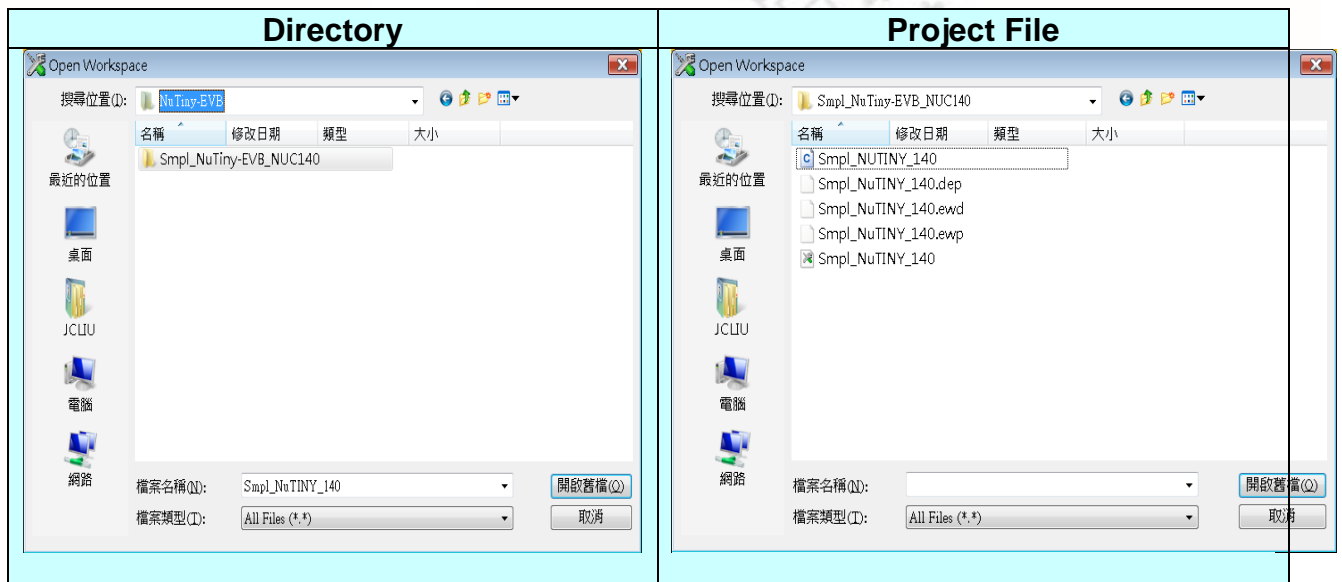 Directory
Project File
Open Workspace
搜尋位置(I): NuTiny-EVB
名稱 修改日期 類型 大小
Smpl_NuTiny-EVB_NUC140
最近的位置
桌面
JCLIU
電腦
網路
檔案名稱(N): Smpl_NuTINY_140
開啟舊檔(O)
檔案類型(T): All Files (*.*)
取消
Open Workspace
搜尋位置(I): Smpl_NuTiny-EVB_NUC140
名稱 修改日期 類型 大小
Smpl_NUTINY_140
Smpl_NuTINY_140.dep
Smpl_NuTINY_140.ewd
Smpl_NuTINY_140.ewp
Smpl_NuTINY_140
最近的位置
桌面
JCLIU
電腦
網路
檔案名稱(N):
開啟舊檔(O)
檔案類型(T): All Files (*.*)
取消